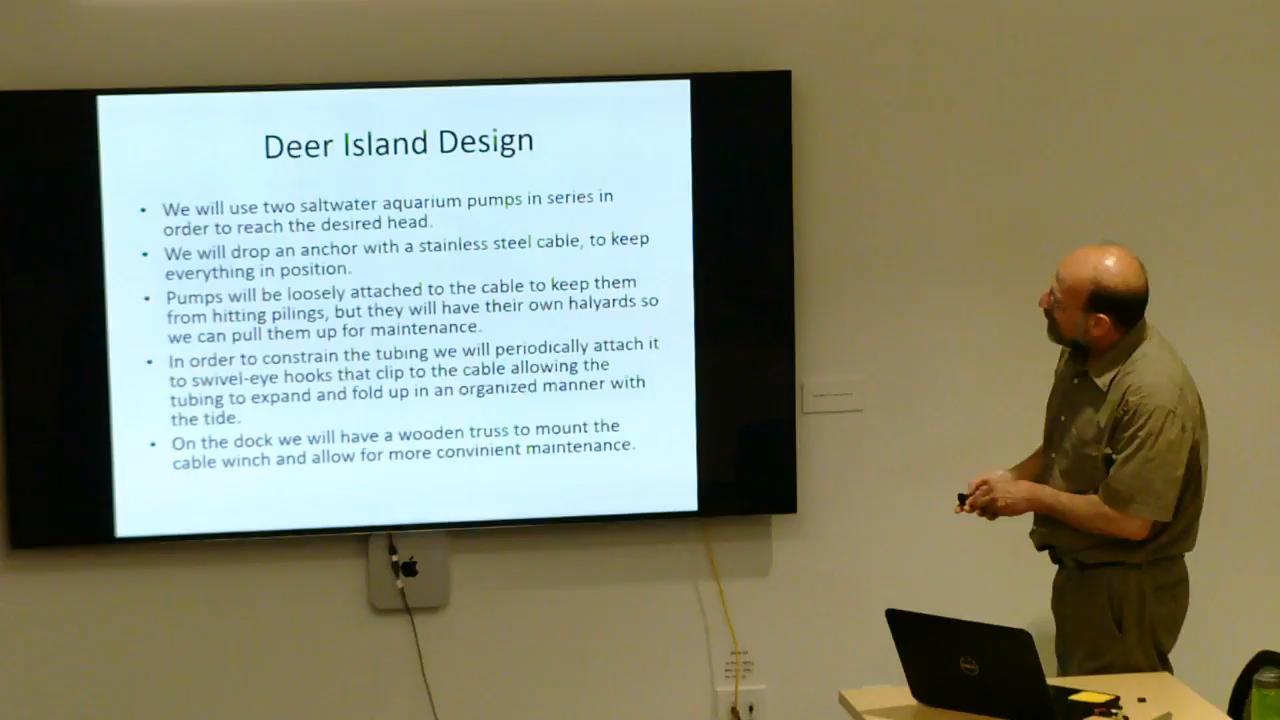 Deer Island Design
• We will use two saltwater aquarium pumps in series in
order to reach the desired head.
• We will drop an anchor with a stainless steel cable, to keep
everything in position.
• Pumps will be loosely attached to the cable to keep them
from hitting pilings, but they will have their own halyards so
we can pull them up for maintenance.
• In order to constrain the tubing we will periodically attach it
to swivel-eye hooks that clip to the cable allowing the
tubing to expand and fold up in an organized manner with
the tide.
• On the dock we will have a wooden truss to mount the
cable winch and allow for more convinient maintenance.
DELL